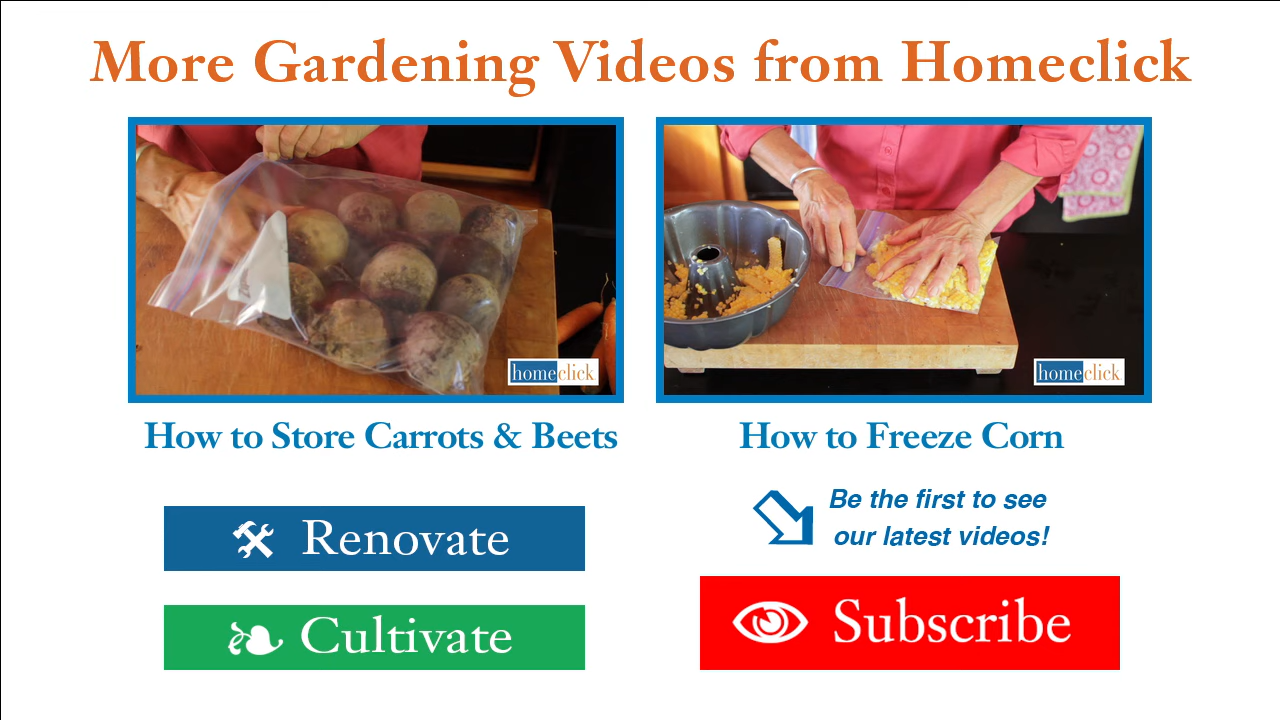 More Gardening Videos from Homeclick
homeclick
homeclick
How to Store Carrots & Beets
How to Freeze Corn
Renovate
Cultivate
Be the first to see
our latest videos!
Subscribe